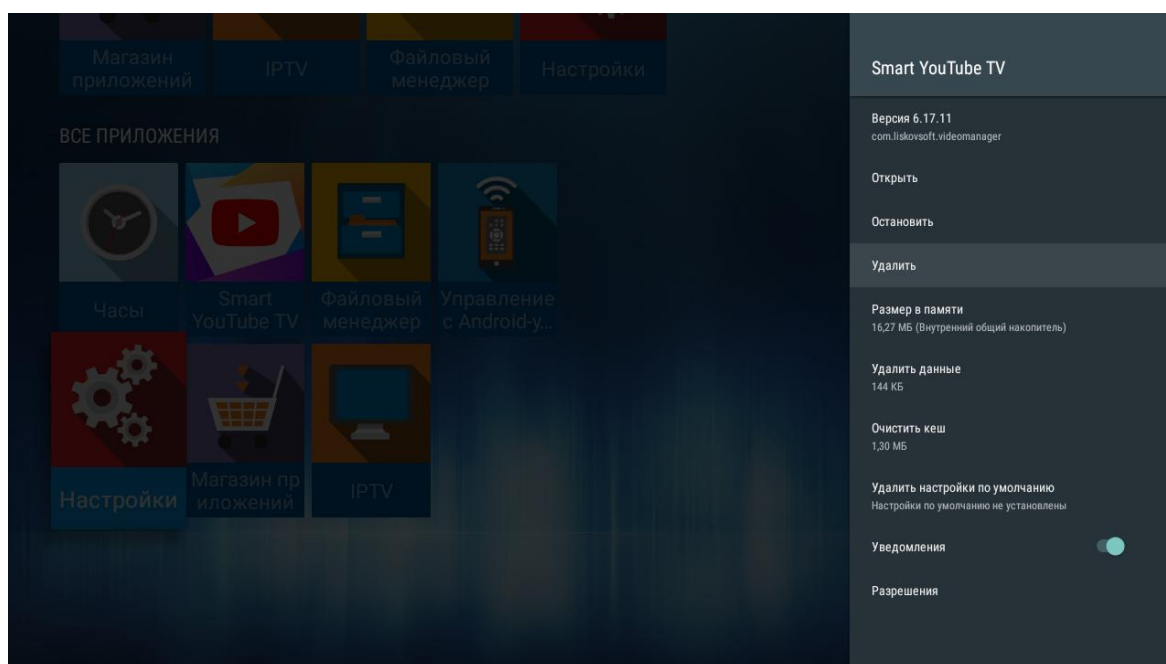 Магазин
приложений
IPTV
Файловый
менеджер
Настройки
ВСЕ ПРИЛОЖЕНИЯ
Часы
Smart
YouTube TV
Файловый
менеджер
Управление
с Android-у...
Настройки
Магазин пр
иложений
IPTV
Smart YouTube TV
Версия 6.17.11
com.liskovsoft.videomanager
Открыть
Остановить
Удалить
Размер в памяти
16,27 МБ (Внутренний общий накопитель)
Удалить данные
144 КБ
Очистить кеш
1,30 МБ
Удалить настройки по умолчанию
Настройки по умолчанию не установлены
Уведомления
Разрешения